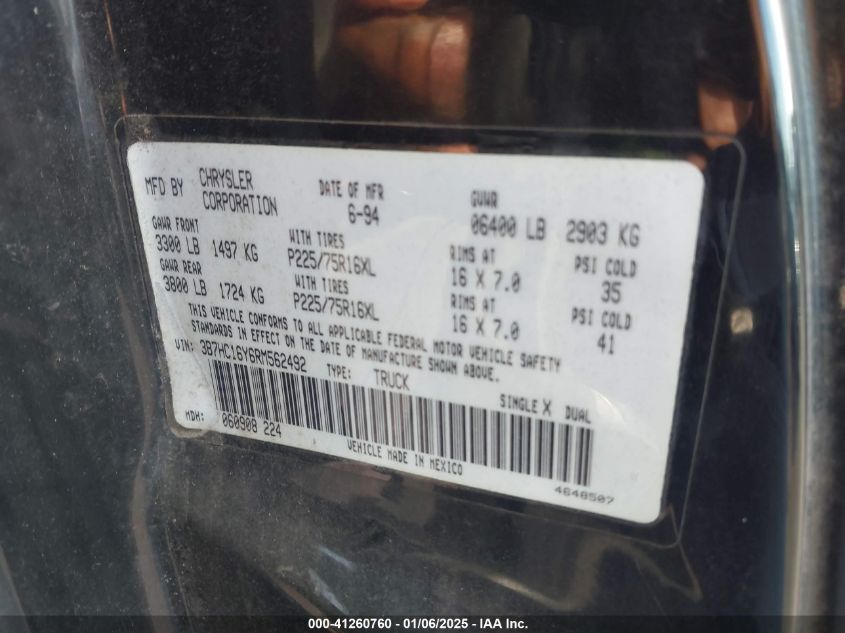 MFD BY CHRYSLER CORPORATION DATE OF MFR 6-94 GVWR 06400 LB 2903 KG
GAWR FRONT WITH TIRES RIMS AT PSI COLD
3300 LB 1497 KG P225/75R16XL 16 X 7.0 35
GAWR REAR WITH TIRES RIMS AT PSI COLD
3800 LB 1724 KG P225/75R16XL 16 X 7.0 41
THIS VEHICLE CONFORMS TO ALL APPLICABLE FEDERAL MOTOR VEHICLE SAFETY
STANDARDS IN EFFECT ON THE DATE OF MANUFACTURE SHOWN ABOVE.
VIN: 3B7HC16Y6RM562492 TYPE: TRUCK SINGLE X DUAL
MDH: 060908 224
VEHICLE MADE IN MEXICO
4648507
000-41260760 - 01/06/2025 - IAA Inc.